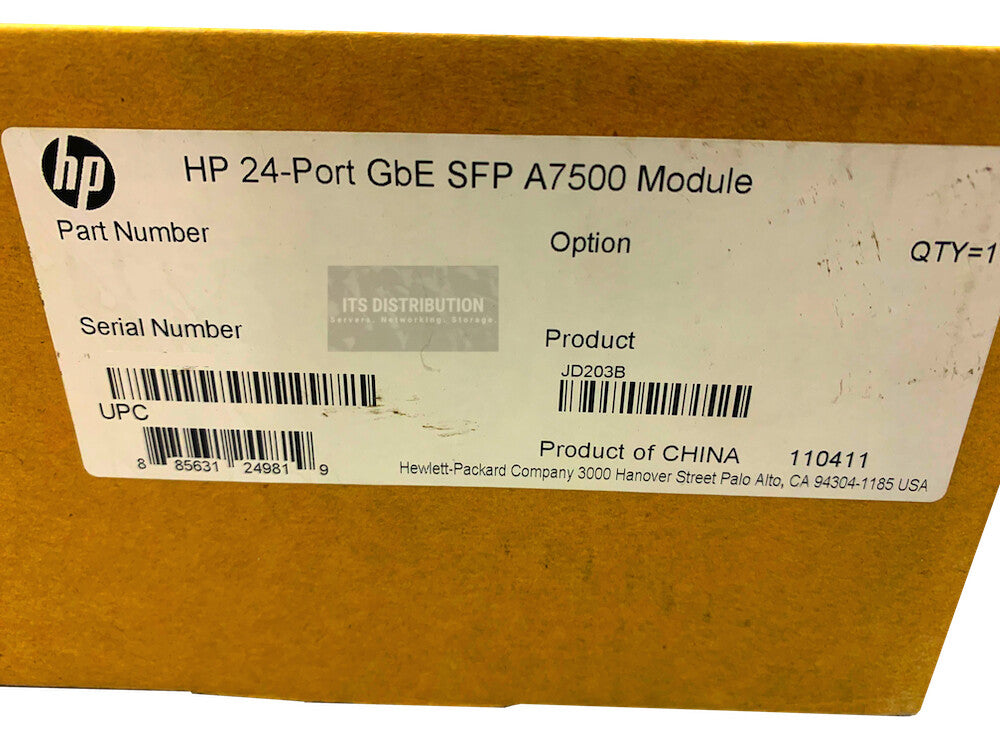 hp
HP 24-Port GbE SFP A7500 Module
Part Number
Option
QTY=1
ITS DISTRIBUTION
Servers. Networking. Storage.
Serial Number
Product
JD203B
UPC
8 85631 24981 9
Product of CHINA 110411
Hewlett-Packard Company 3000 Hanover Street Palo Alto, CA 94304-1185 USA